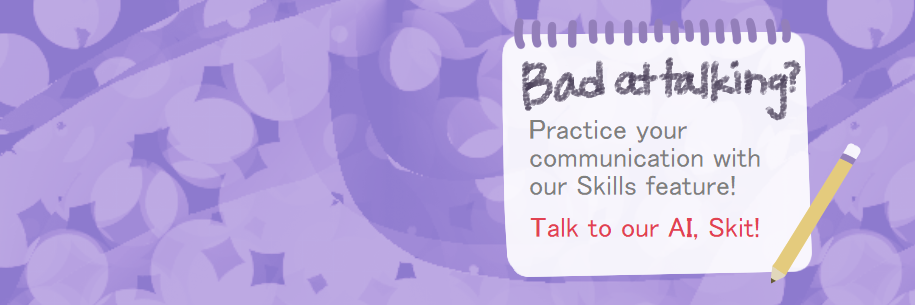 Bad at talking?
Practice your
communication with
our Skills feature!
Talk to our AI, Skit!